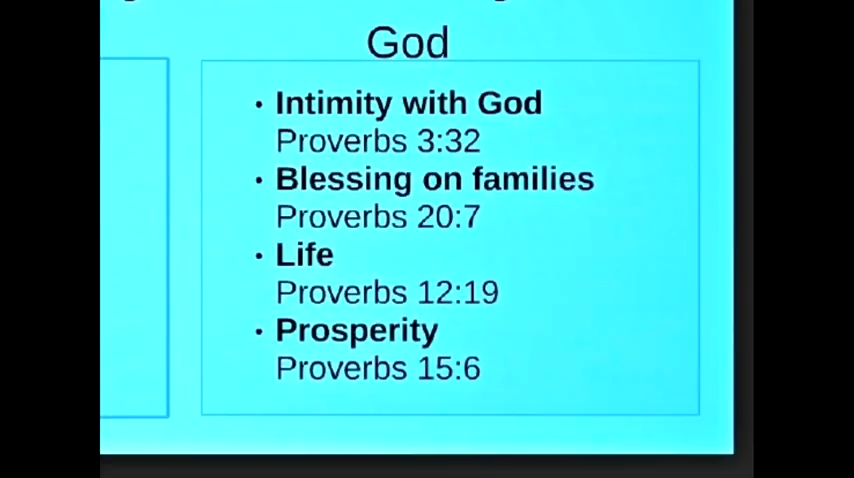 God
• Intimity with God
Proverbs 3:32
• Blessing on families
Proverbs 20:7
• Life
Proverbs 12:19
• Prosperity
Proverbs 15:6